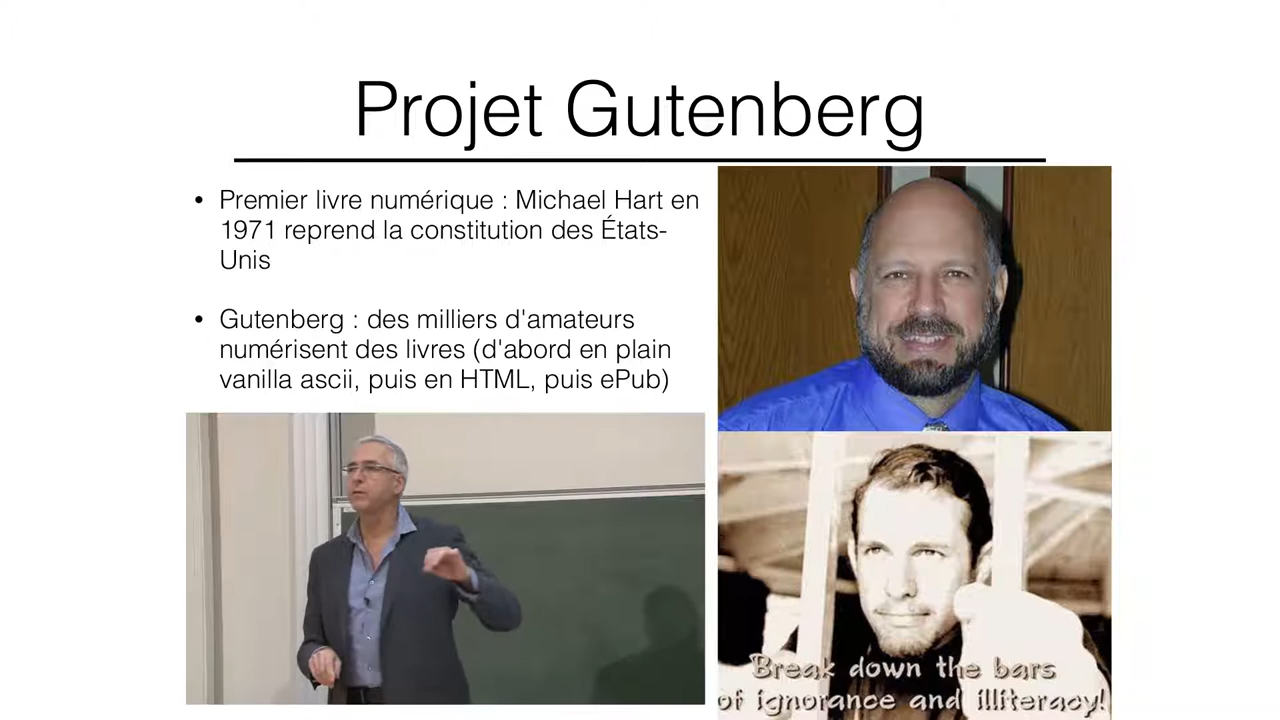 Projet Gutenberg
• Premier livre numérique : Michael Hart en
1971 reprend la constitution des États-
Unis
• Gutenberg : des milliers d'amateurs
numérisent des livres (d'abord en plain
vanilla ascii, puis en HTML, puis ePub)
Break down the bars
of ignorance and illiteracy!